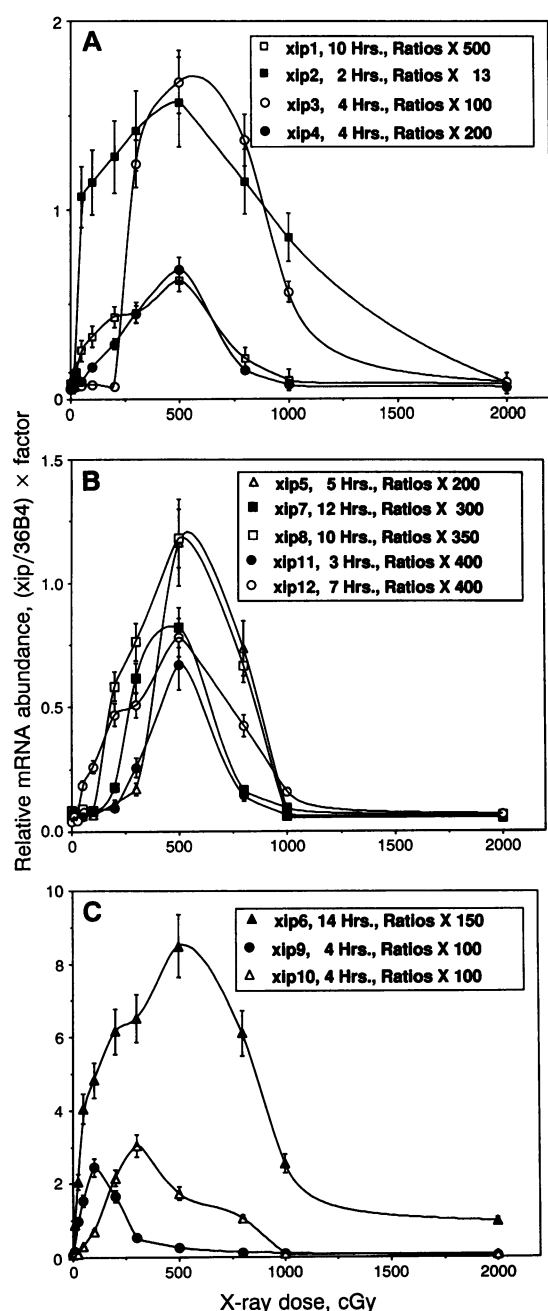 Relative mRNA abundance, (xip/36B4) × factor
A
xip1, 10 Hrs., Ratios X 500
xip2, 2 Hrs., Ratios X 13
xip3, 4 Hrs., Ratios X 100
xip4, 4 Hrs., Ratios X 200
2
1
0
0 500 1000 1500 2000
B
xip5, 5 Hrs., Ratios X 200
xip7, 12 Hrs., Ratios X 300
xip8, 10 Hrs., Ratios X 350
xip11, 3 Hrs., Ratios X 400
xip12, 7 Hrs., Ratios X 400
1.5
1.0
0.5
0.0
0 500 1000 1500 2000
C
xip6, 14 Hrs., Ratios X 150
xip9, 4 Hrs., Ratios X 100
xip10, 4 Hrs., Ratios X 100
10
8
6
4
2
0
0 500 1000 1500 2000
X-ray dose, cGy